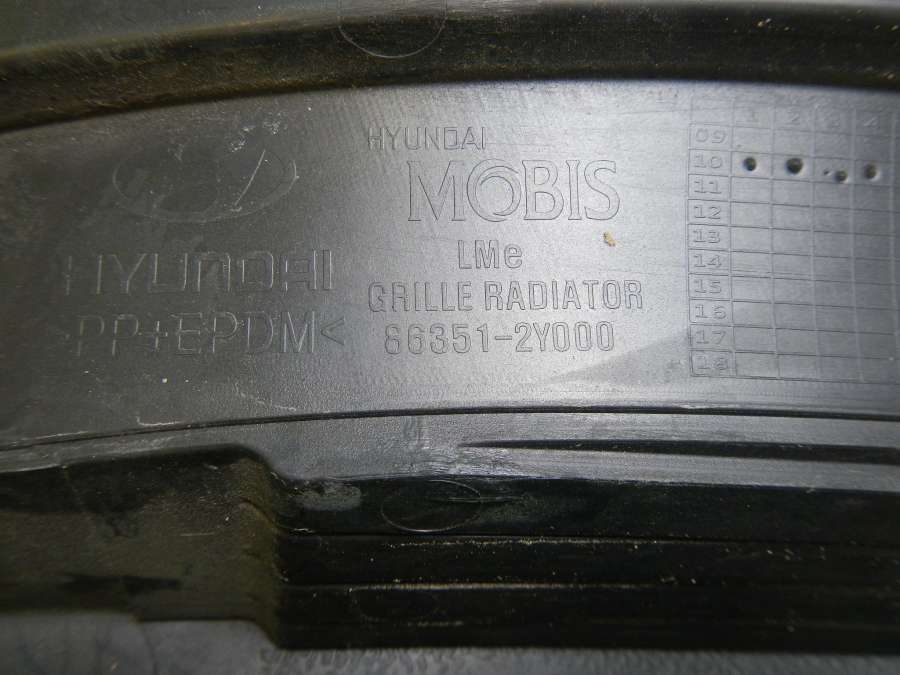 HYUNDAI
MOBIS
LMe
GRILLE RADIATOR
86351-2Y000
HYUNDAI
PP+EPDM<
1 2 3 4
09
10
11
12
13
14
15
16
17
18